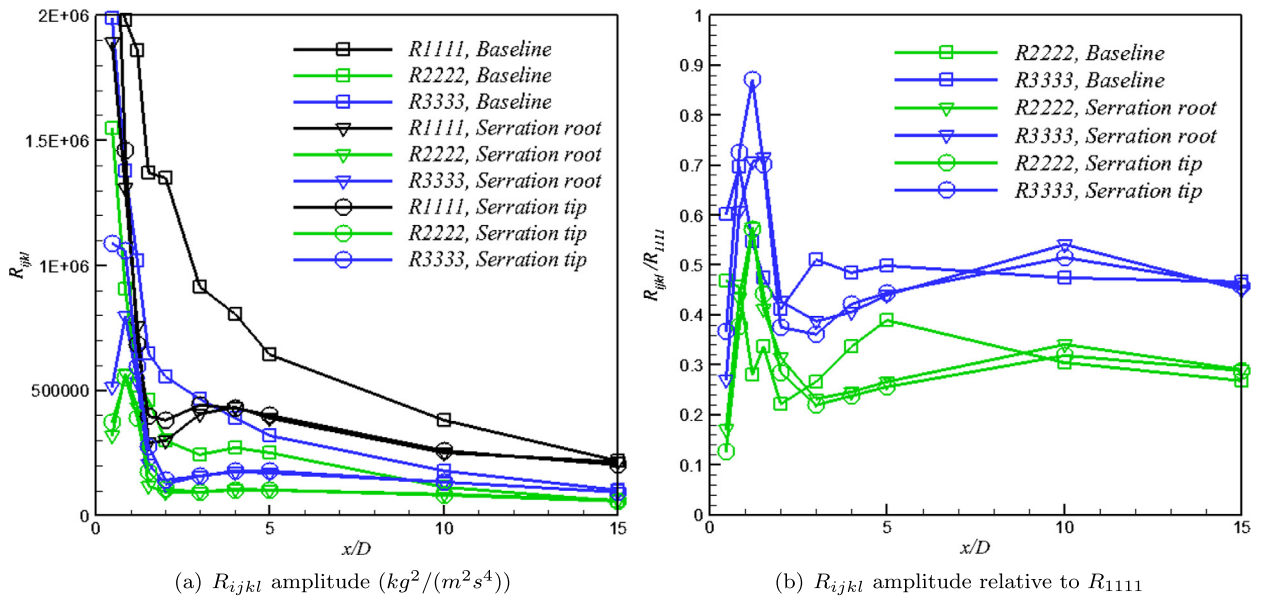 2E+06
1.5E+06
1E+06
500000
0
0
5
10
15
R_ijkl
x/D
R1111, Baseline
R2222, Baseline
R3333, Baseline
R1111, Serration root
R2222, Serration root
R3333, Serration root
R1111, Serration tip
R2222, Serration tip
R3333, Serration tip
(a) R_ijkl amplitude (kg^2/(m^2s^4))
1
0.9
0.8
0.7
0.6
0.5
0.4
0.3
0.2
0.1
0
0
5
10
15
R_ijkl/R_1111
x/D
R2222, Baseline
R3333, Baseline
R2222, Serration root
R3333, Serration root
R2222, Serration tip
R3333, Serration tip
(b) R_ijkl amplitude relative to R_1111